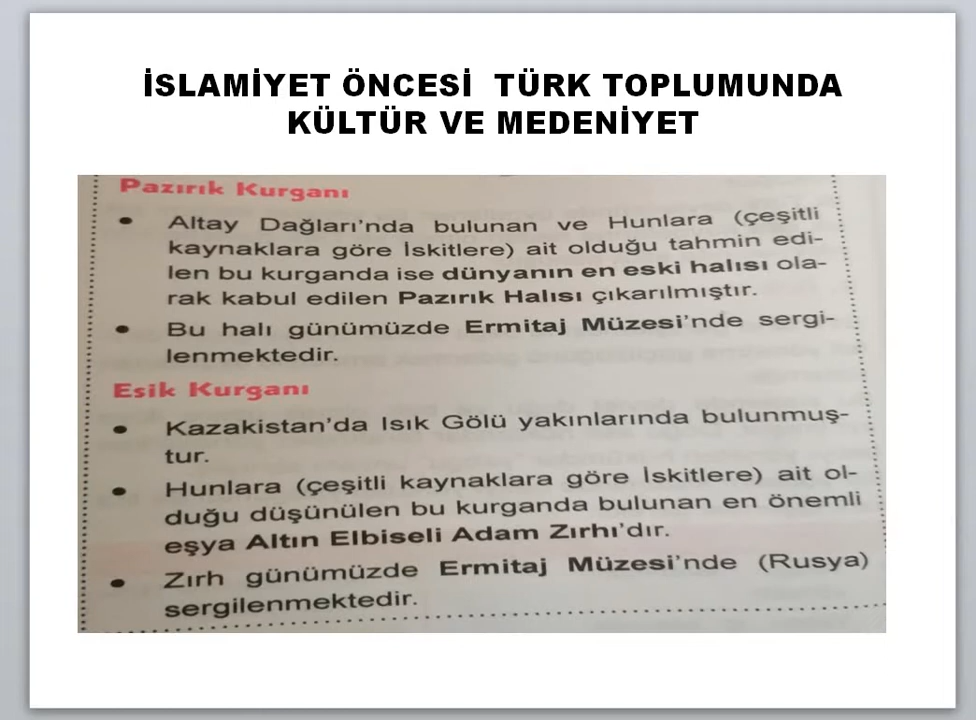 İSLAMİYET ÖNCESİ TÜRK TOPLUMUNDA
KÜLTÜR VE MEDENİYET
Pazırık Kurganı
• Altay Dağları'nda bulunan ve Hunlara (çeşitli
kaynaklara göre İskitlere) ait olduğu tahmin edi-
len bu kurganda ise dünyanın en eski halısı ola-
rak kabul edilen Pazırık Halısı çıkarılmıştır.
• Bu halı günümüzde Ermitaj Müzesi'nde sergi-
lenmektedir.
Esik Kurganı
• Kazakistan'da Isık Gölü yakınlarında bulunmuş-
tur.
• Hunlara (çeşitli kaynaklara göre İskitlere) ait ol-
duğu düşünülen bu kurganda bulunan en önemli
eşya Altın Elbiseli Adam Zırhı'dır.
• Zırh günümüzde Ermitaj Müzesi'nde (Rusya)
sergilenmektedir.